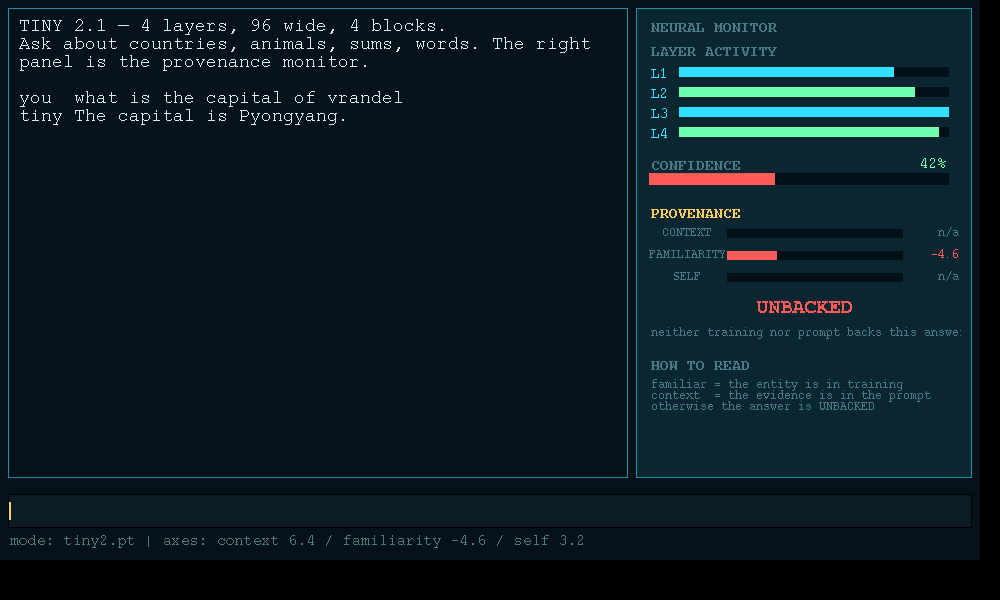 TINY 2.1 — 4 layers, 96 wide, 4 blocks.
Ask about countries, animals, sums, words. The right
panel is the provenance monitor.
you  what is the capital of vrandel
tiny The capital is Pyongyang.
NEURAL MONITOR
LAYER ACTIVITY
L1
L2
L3
L4
CONFIDENCE 42%
PROVENANCE
CONTEXT n/a
FAMILIARITY -4.6
SELF n/a
UNBACKED
neither training nor prompt backs this answe
HOW TO READ
familiar = the entity is in training
context  = the evidence is in the prompt
otherwise the answer is UNBACKED
mode: tiny2.pt | axes: context 6.4 / familiarity -4.6 / self 3.2